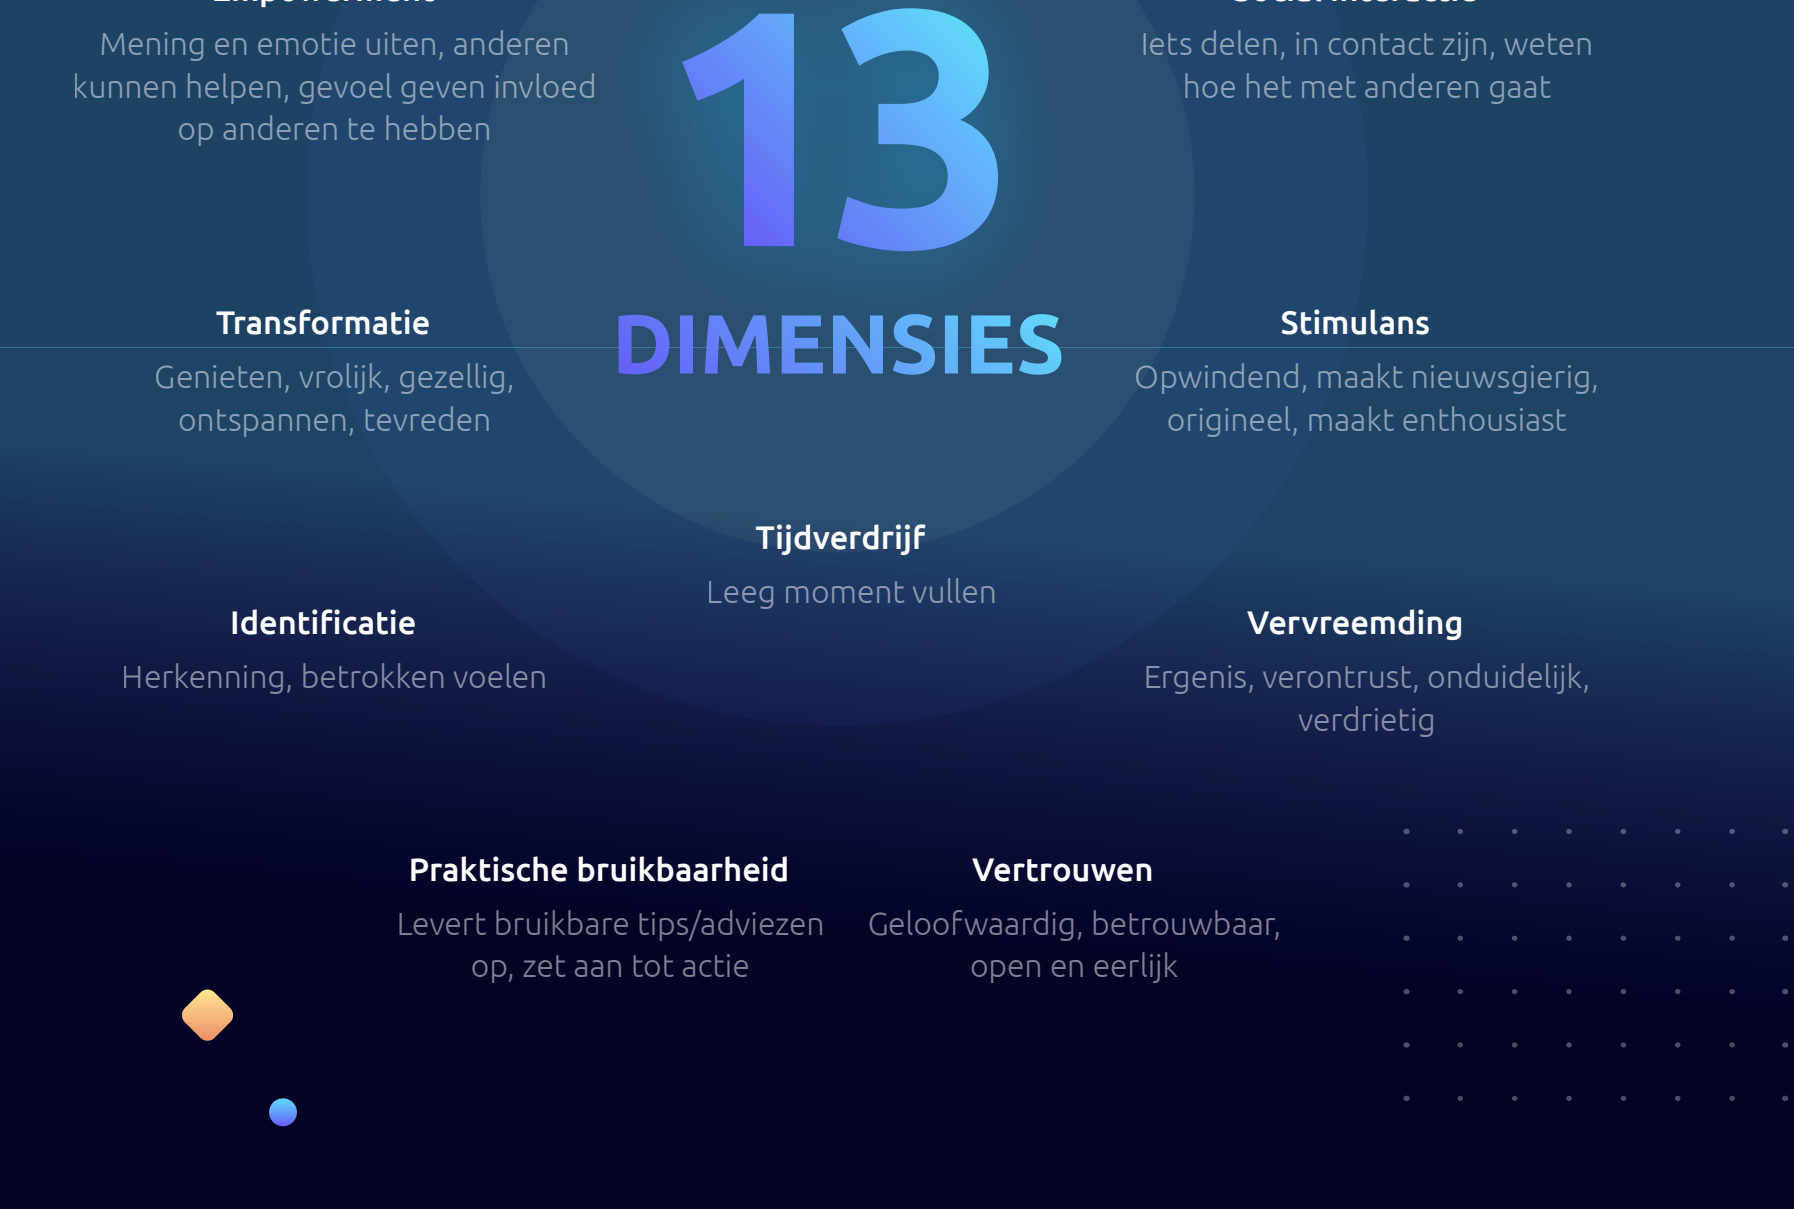 Empowerment
Mening en emotie uiten, anderen
kunnen helpen, gevoel geven invloed
op anderen te hebben
13
DIMENSIES
Social interactie
Iets delen, in contact zijn, weten
hoe het met anderen gaat
Transformatie
Genieten, vrolijk, gezellig,
ontspannen, tevreden
Stimulans
Opwindend, maakt nieuwsgierig,
origineel, maakt enthousiast
Tijdverdrijf
Leeg moment vullen
Identificatie
Herkenning, betrokken voelen
Vervreemding
Ergenis, verontrust, onduidelijk,
verdrietig
Praktische bruikbaarheid
Levert bruikbare tips/adviezen
op, zet aan tot actie
Vertrouwen
Geloofwaardig, betrouwbaar,
open en eerlijk